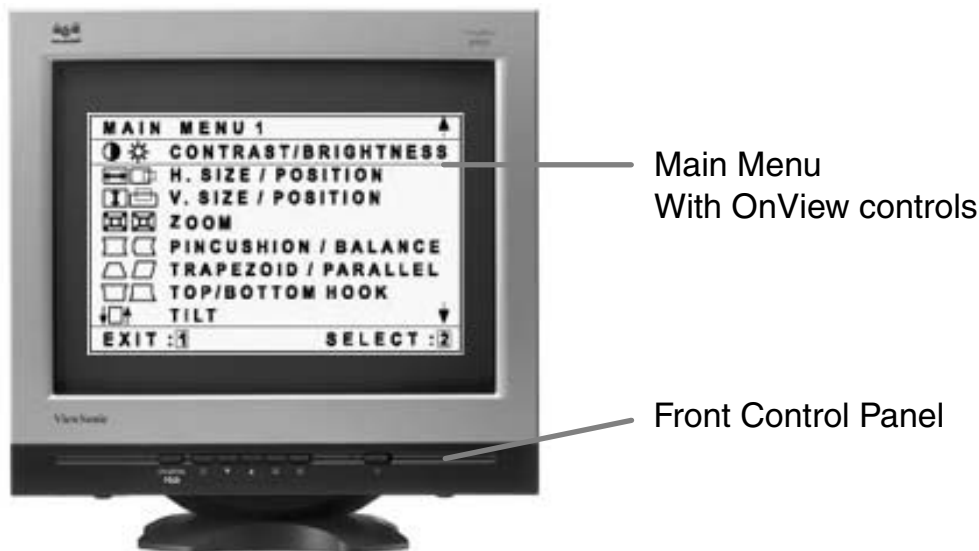 MAIN MENU 1
CONTRAST/BRIGHTNESS
H. SIZE / POSITION
V. SIZE / POSITION
ZOOM
PINCUSHION / BALANCE
TRAPEZOID / PARALLEL
TOP/BOTTOM HOOK
TILT
EXIT :1 SELECT :2
Main Menu
With OnView controls
ViewSonic
Front Control Panel